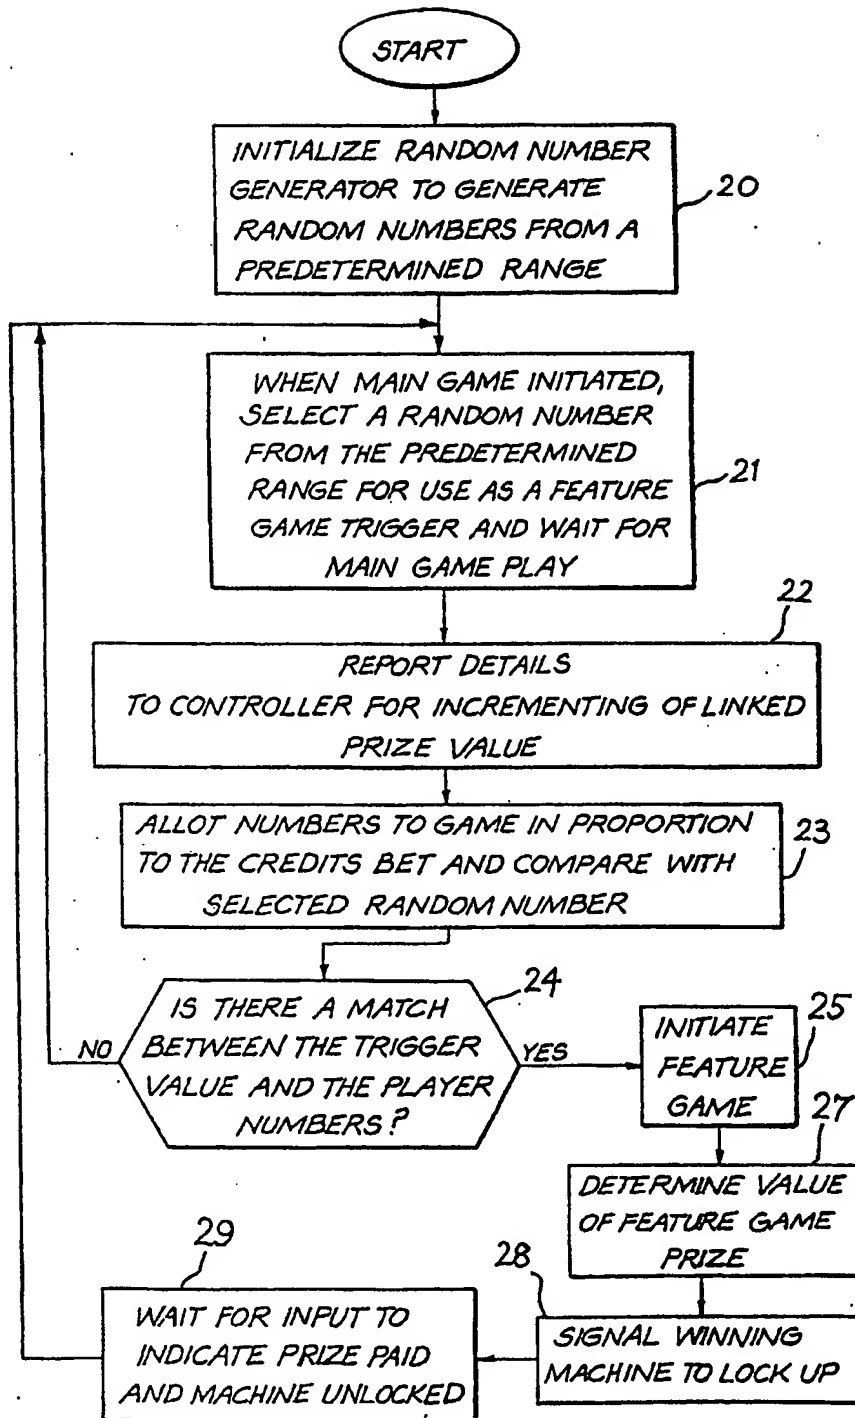 START
INITIALIZE RANDOM NUMBER
GENERATOR TO GENERATE
RANDOM NUMBERS FROM A
PREDETERMINED RANGE
20
WHEN MAIN GAME INITIATED,
SELECT A RANDOM NUMBER
FROM THE PREDETERMINED
RANGE FOR USE AS A FEATURE
GAME TRIGGER AND WAIT FOR
MAIN GAME PLAY
21
22
REPORT DETAILS
TO CONTROLLER FOR INCREMENTING OF LINKED
PRIZE VALUE
ALLOT NUMBERS TO GAME IN PROPORTION
TO THE CREDITS BET AND COMPARE WITH
SELECTED RANDOM NUMBER
23
24
IS THERE A MATCH
BETWEEN THE TRIGGER
VALUE AND THE PLAYER
NUMBERS?
NO
YES
25
INITIATE
FEATURE
GAME
27
DETERMINE VALUE
OF FEATURE GAME
PRIZE
28
SIGNAL WINNING
MACHINE TO LOCK UP
29
WAIT FOR INPUT TO
INDICATE PRIZE PAID
AND MACHINE UNLOCKED